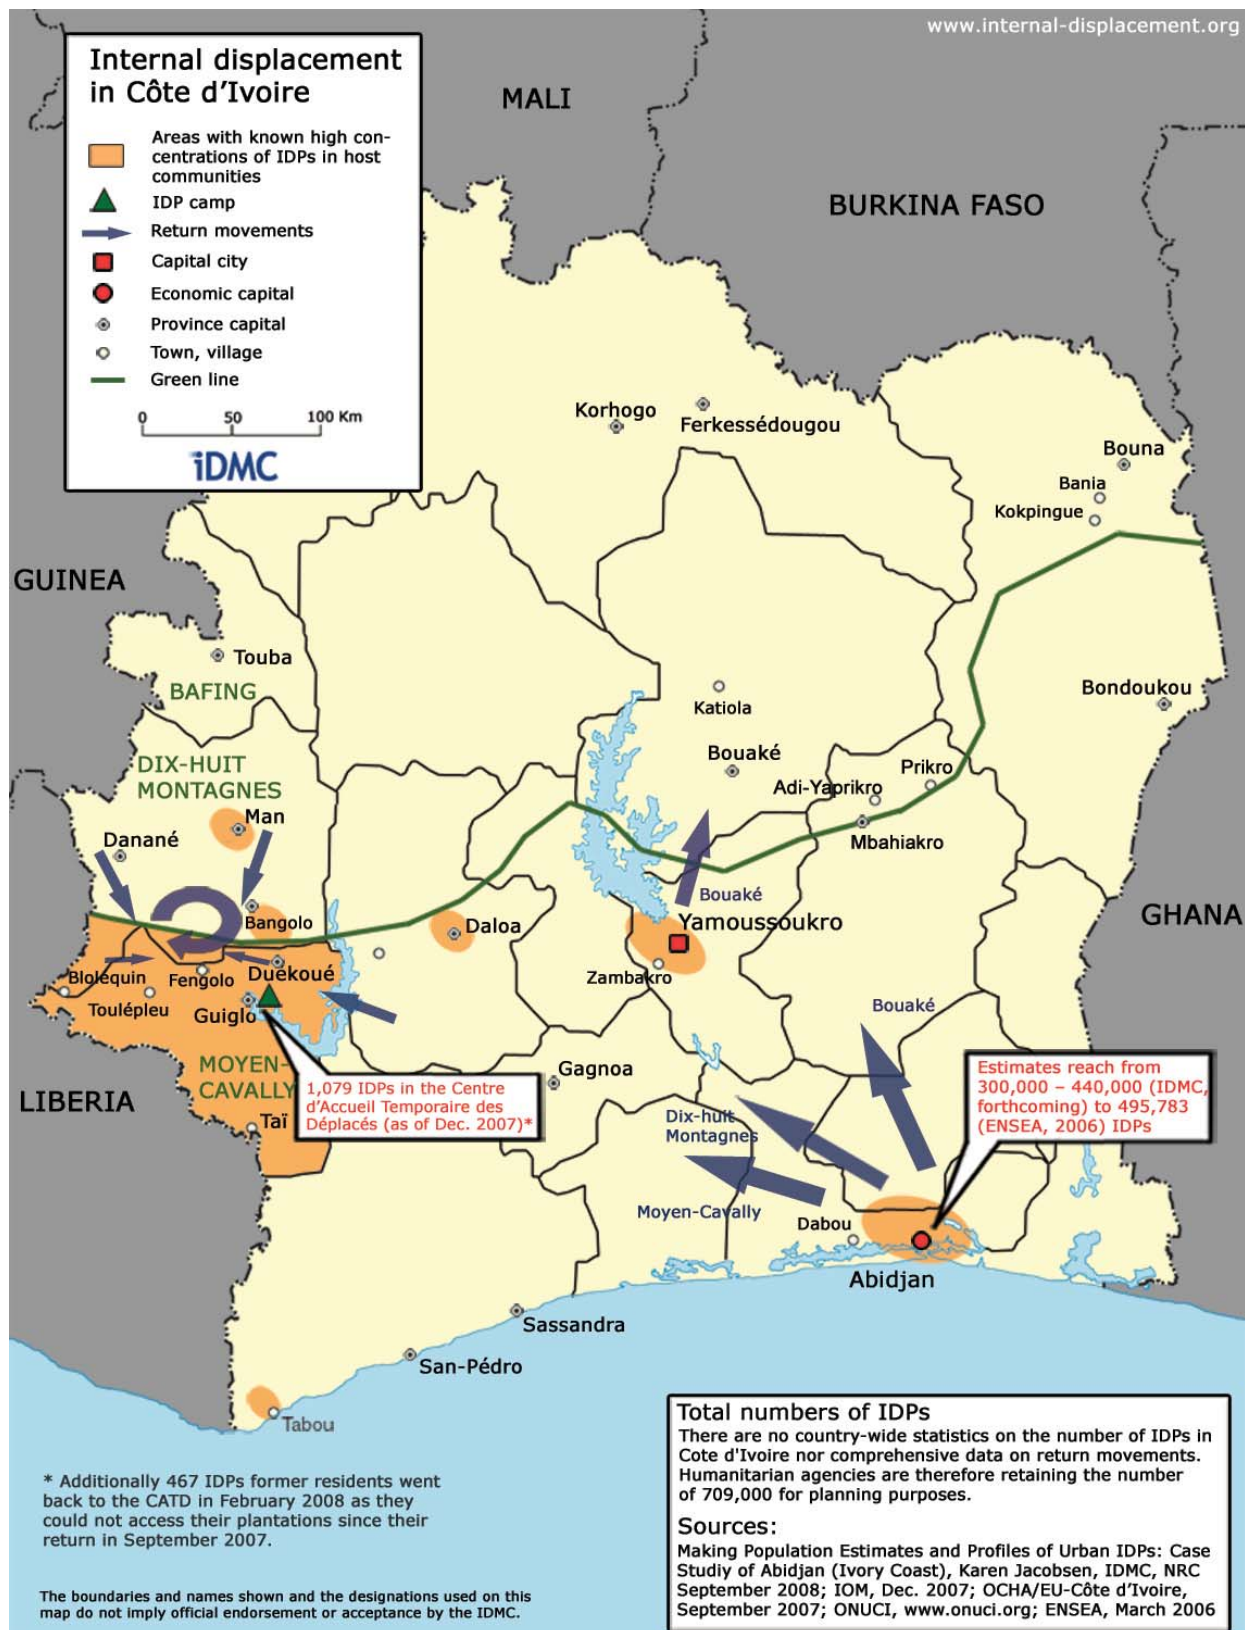 www.internal-displacement.org
Internal displacement
in Côte d'Ivoire
Areas with known high con-
centrations of IDPs in host
communities
IDP camp
Return movements
Capital city
Economic capital
Province capital
Town, village
Green line
0 50 100 Km
iDMC
MALI
BURKINA FASO
GUINEA
LIBERIA
GHANA
Korhogo
Ferkessédougou
Bouna
Bania
Kokpingue
Touba
BAFING
Katiola
Bondoukou
Bouaké
Prikro
Adi-Yaprikro
Mbahiakro
DIX-HUIT
MONTAGNES
Man
Danané
Bangolo
Daloa
Bouaké
Yamoussoukro
Zambakro
Blolequin
Fengolo
Duékoué
Toulépleu
Guiglo
Bouaké
MOYEN-
CAVALLY
Taï
1,079 IDPs in the Centre
d'Accueil Temporaire des
Déplacés (as of Dec. 2007)*
Gagnoa
Estimates reach from
300,000 – 440,000 (IDMC,
forthcoming) to 495,783
(ENSEA, 2006) IDPs
Dix-huit
Montagnes
Moyen-Cavally
Dabou
Abidjan
Sassandra
San-Pédro
Tabou
* Additionally 467 IDPs former residents went
back to the CATD in February 2008 as they
could not access their plantations since their
return in September 2007.
The boundaries and names shown and the designations used on this
map do not imply official endorsement or acceptance by the IDMC.
Total numbers of IDPs
There are no country-wide statistics on the number of IDPs in
Cote d'Ivoire nor comprehensive data on return movements.
Humanitarian agencies are therefore retaining the number
of 709,000 for planning purposes.
Sources:
Making Population Estimates and Profiles of Urban IDPs: Case
Studiy of Abidjan (Ivory Coast), Karen Jacobsen, IDMC, NRC
September 2008; IOM, Dec. 2007; OCHA/EU-Côte d'Ivoire,
September 2007; ONUCI, www.onuci.org; ENSEA, March 2006